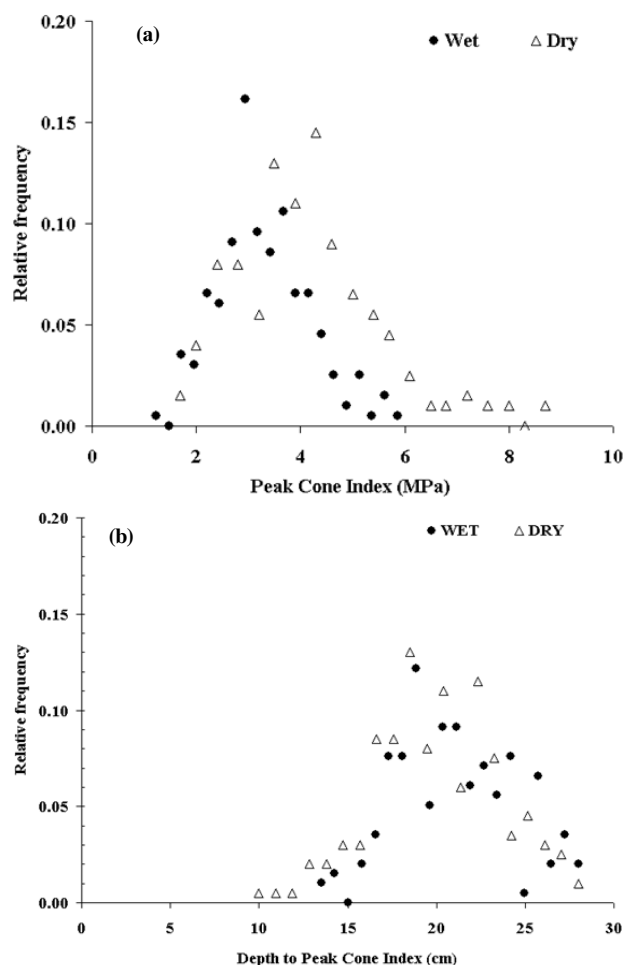 (a)
Wet
Dry
0.20
0.15
0.10
0.05
0.00
Relative frequency
0
2
4
6
8
10
Peak Cone Index (MPa)
(b)
WET
DRY
0.20
0.15
0.10
0.05
0.00
Relative frequency
0
5
10
15
20
25
30
Depth to Peak Cone Index (cm)